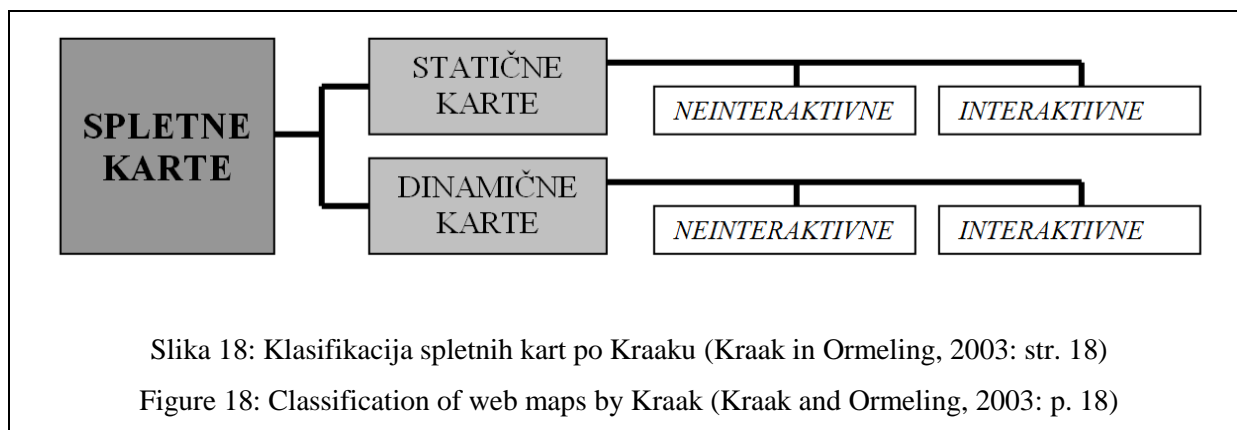 SPLETNE
KARTE
STATIČNE
KARTE
NEINTERAKTIVNE
INTERAKTIVNE
DINAMIČNE
KARTE
NEINTERAKTIVNE
INTERAKTIVNE
Slika 18: Klasifikacija spletnih kart po Kraaku (Kraak in Ormeling, 2003: str. 18)
Figure 18: Classification of web maps by Kraak (Kraak and Ormeling, 2003: p. 18)